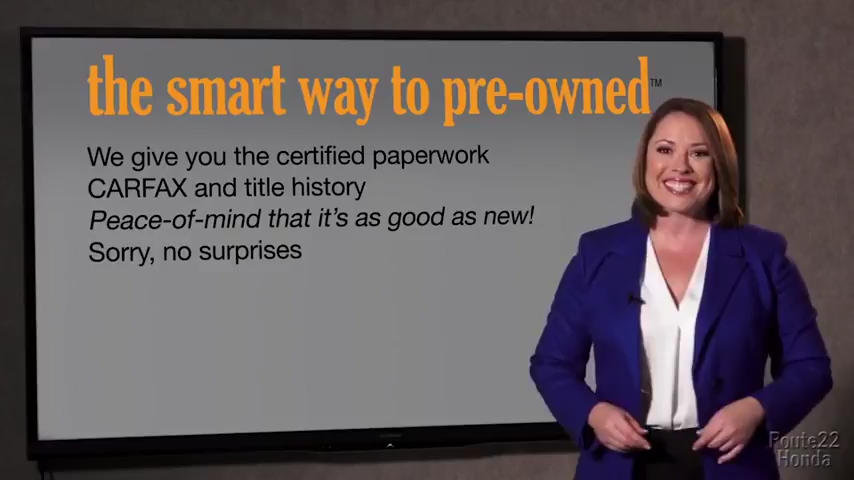 the smart way to pre-owned™
We give you the certified paperwork
CARFAX and title history
Peace-of-mind that it's as good as new!
Sorry, no surprises
Route22
Honda